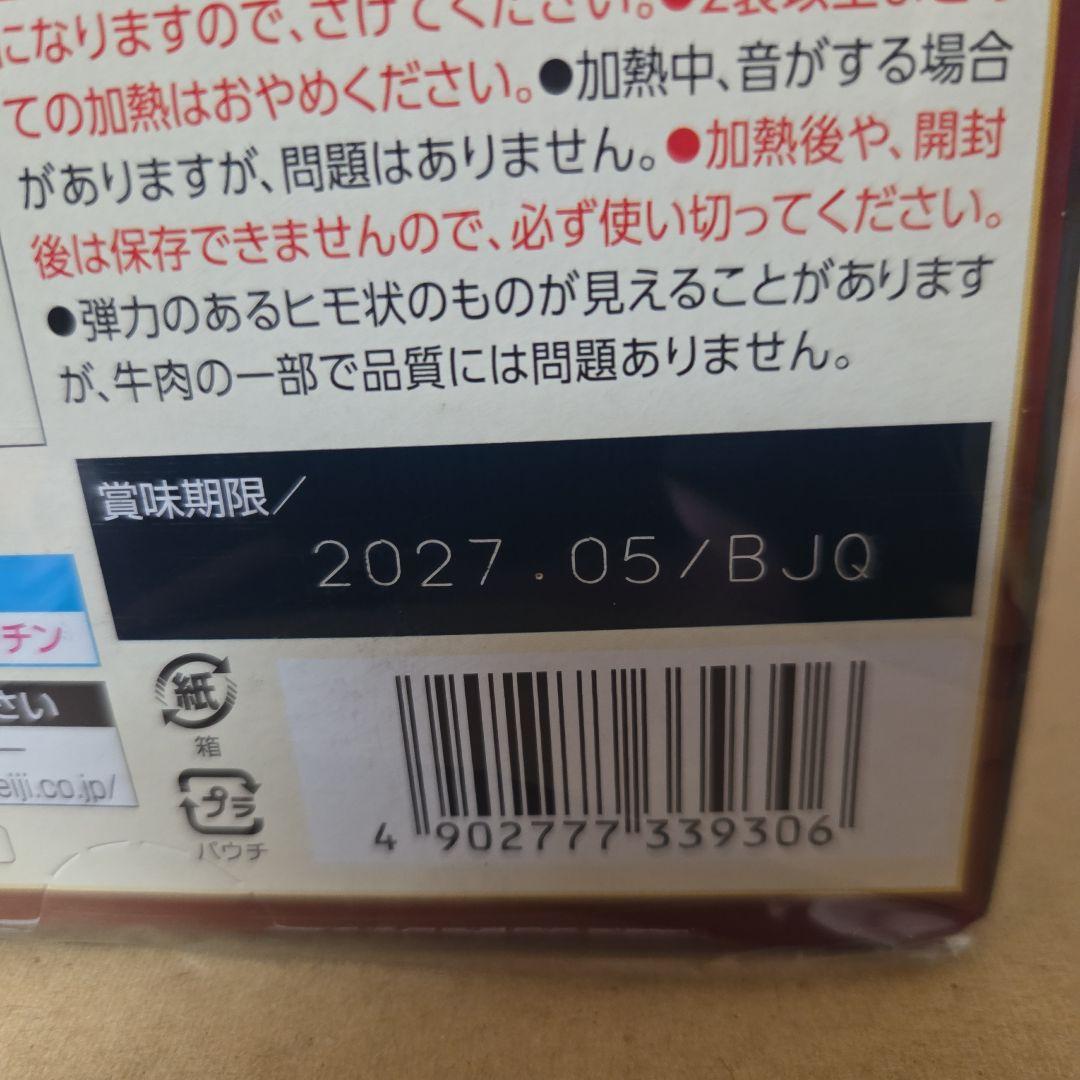 になりますので、さけてください。●2袋以上まとめ
ての加熱はおやめください。●加熱中、音がする場合
がありますが、問題はありません。●加熱後や、開封
後は保存できませんので、必ず使い切ってください。
●弾力のあるヒモ状のものが見えることがあります
が、牛肉の一部で品質には問題ありません。
賞味期限/
2027.05/BJQ
チン
さい
eiji.co.jp/
紙
箱
プラ
パウチ
4 902777 339306